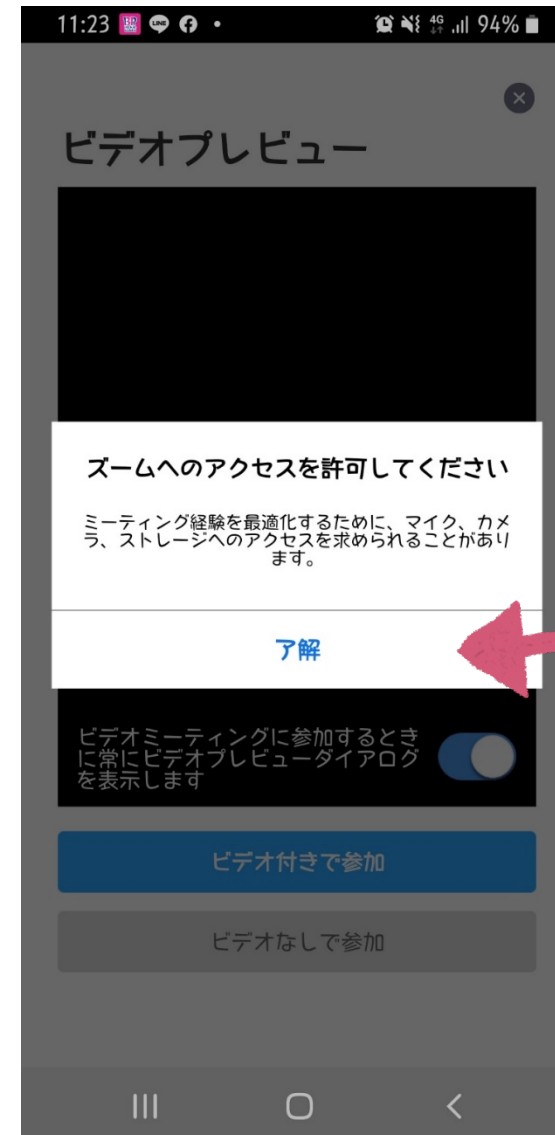 11:23 4G 94%
ビデオプレビュー
ズームへのアクセスを許可してください
ミーティング経験を最適化するために、マイク、カメ
ラ、ストレージへのアクセスを求められることがあり
ます。
了解
ビデオミーティングに参加するとき
に常にビデオプレビューダイアログ
を表示します
ビデオ付きで参加
ビデオなしで参加